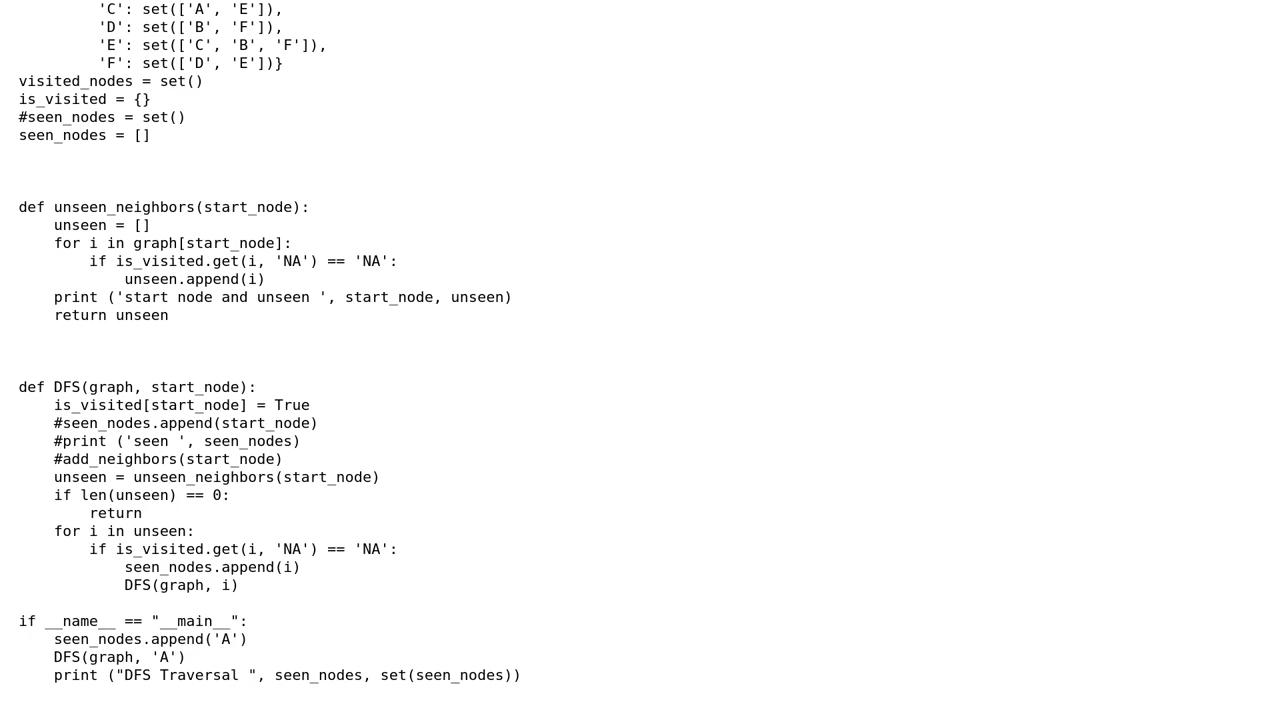 'C': set(['A', 'E']),
         'D': set(['B', 'F']),
         'E': set(['C', 'B', 'F']),
         'F': set(['D', 'E'])}
visited_nodes = set()
is_visited = {}
#seen_nodes = set()
seen_nodes = []

def unseen_neighbors(start_node):
    unseen = []
    for i in graph[start_node]:
        if is_visited.get(i, 'NA') == 'NA':
            unseen.append(i)
    print ('start node and unseen ', start_node, unseen)
    return unseen

def DFS(graph, start_node):
    is_visited[start_node] = True
    #seen_nodes.append(start_node)
    #print ('seen ', seen_nodes)
    #add_neighbors(start_node)
    unseen = unseen_neighbors(start_node)
    if len(unseen) == 0:
        return
    for i in unseen:
        if is_visited.get(i, 'NA') == 'NA':
            seen_nodes.append(i)
            DFS(graph, i)

if __name__ == "__main__":
    seen_nodes.append('A')
    DFS(graph, 'A')
    print ("DFS Traversal ", seen_nodes, set(seen_nodes))